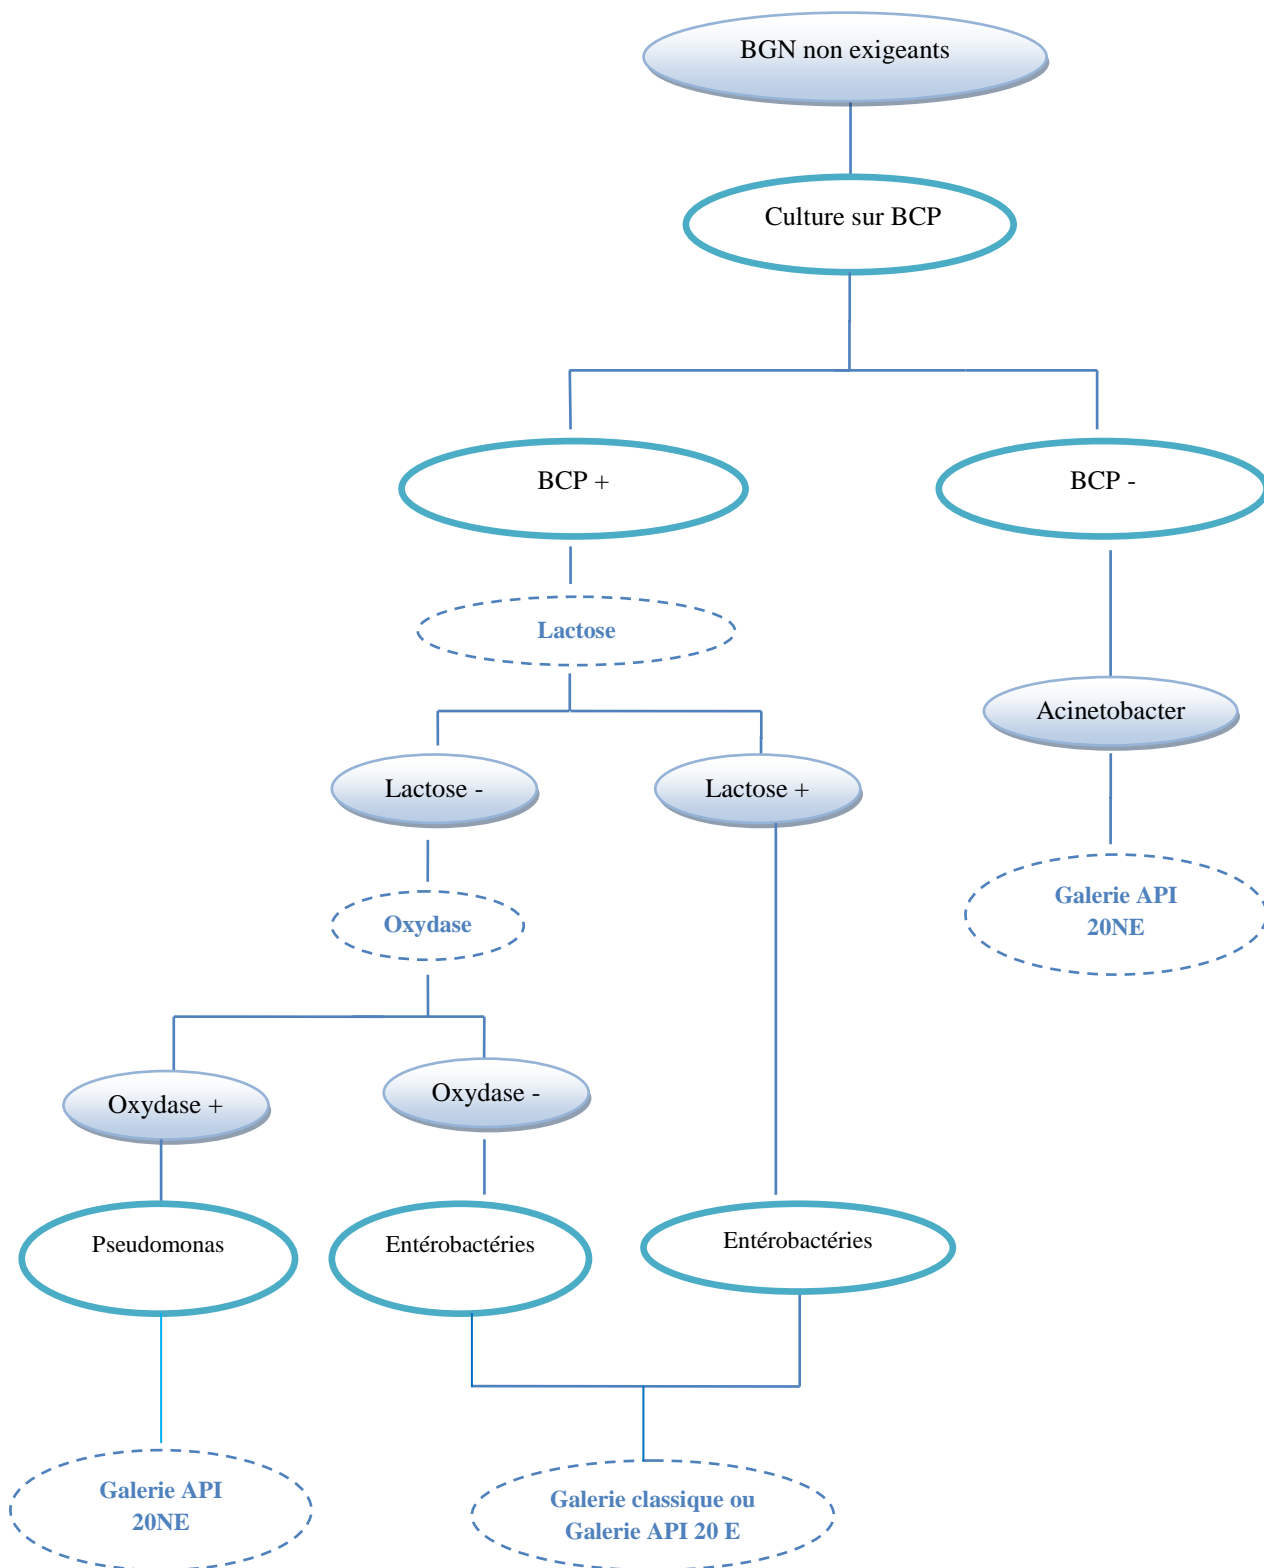 BGN non exigeants
Culture sur BCP
BCP +
BCP -
Lactose
Acinetobacter
Lactose -
Lactose +
Galerie API
20NE
Oxydase
Oxydase +
Oxydase -
Pseudomonas
Entérobactéries
Entérobactéries
Galerie API
20NE
Galerie classique ou
Galerie API 20 E